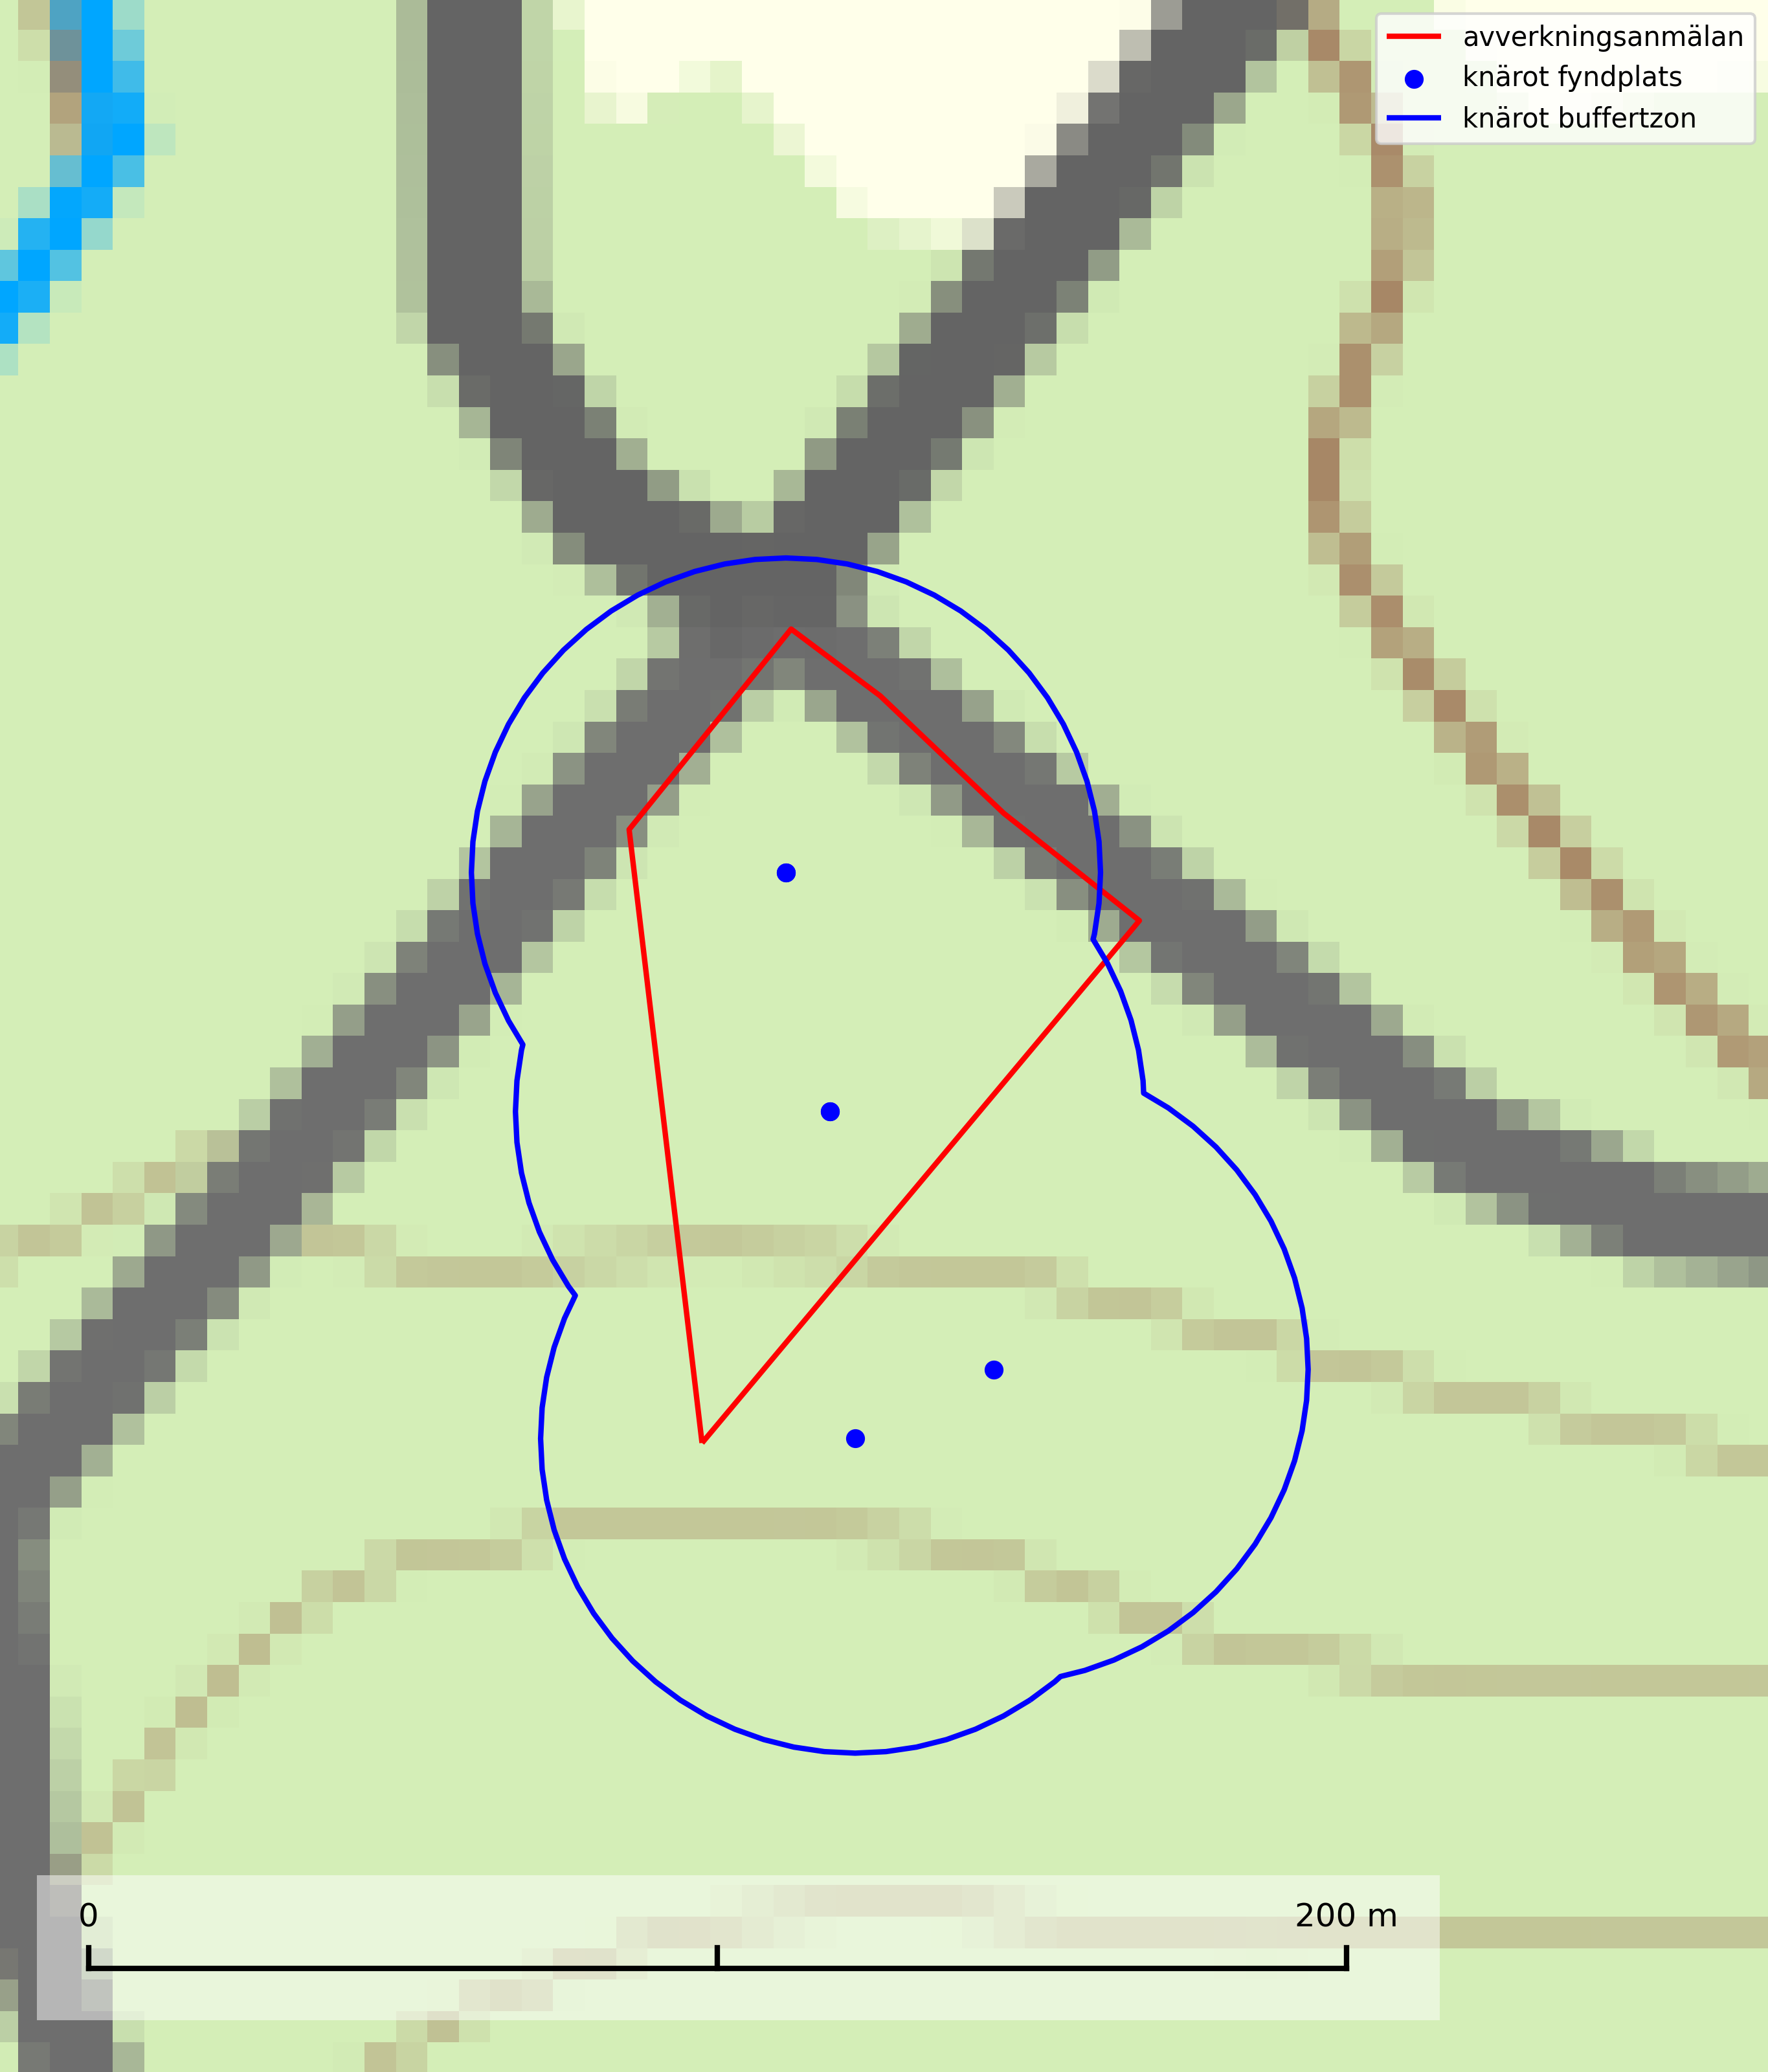 avverkningsanmälan
knärot fyndplats
knärot buffertzon
0
200 m